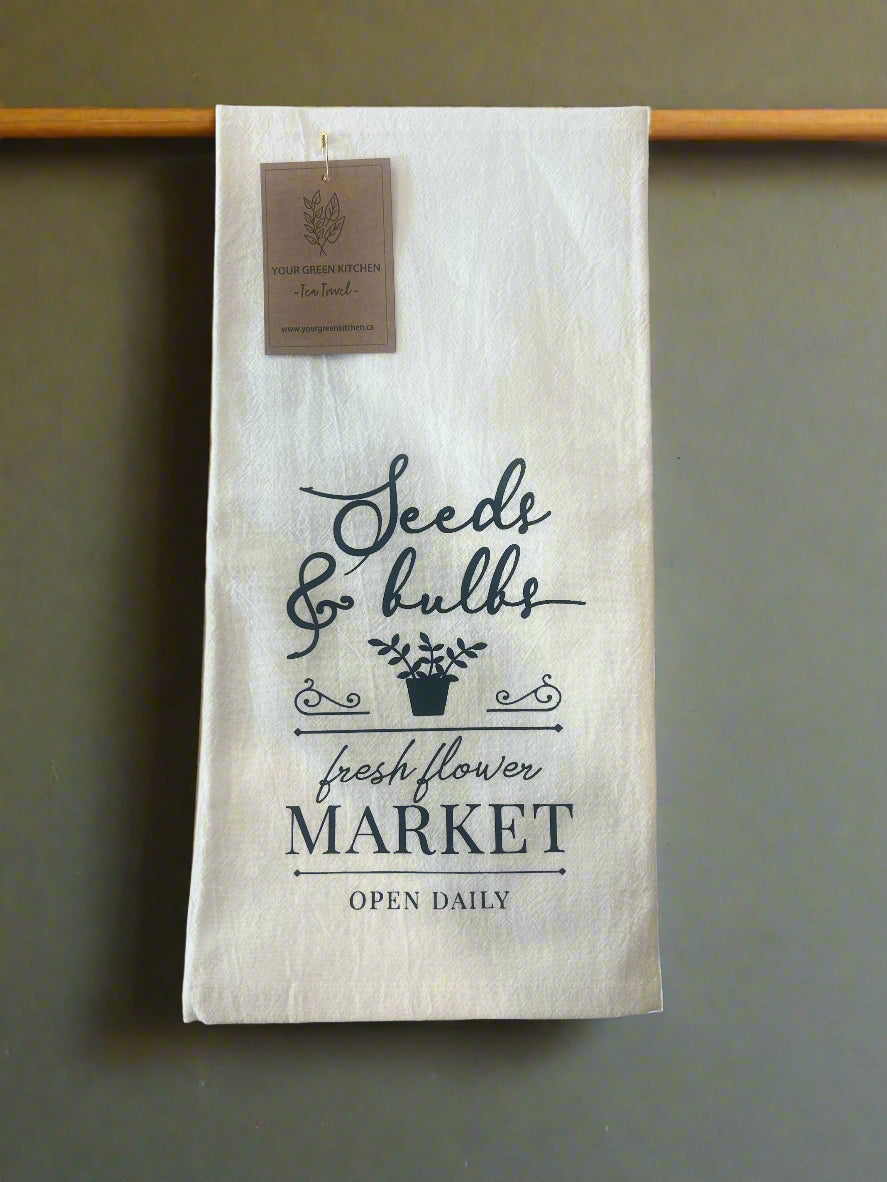 YOUR GREEN KITCHEN
-Tea Towel-
www.yourgreenkitchen.ca
Seeds
& bulbs
fresh flower
MARKET
OPEN DAILY